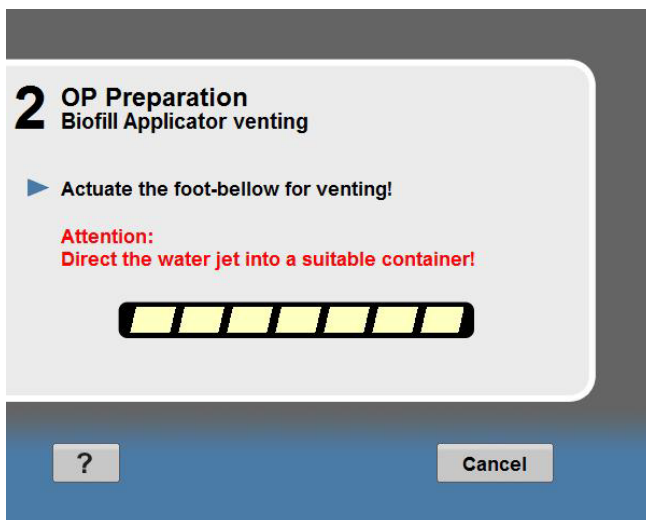 2 OP Preparation
Biofill Applicator venting
Actuate the foot-bellow for venting!
Attention:
Direct the water jet into a suitable container!
? Cancel